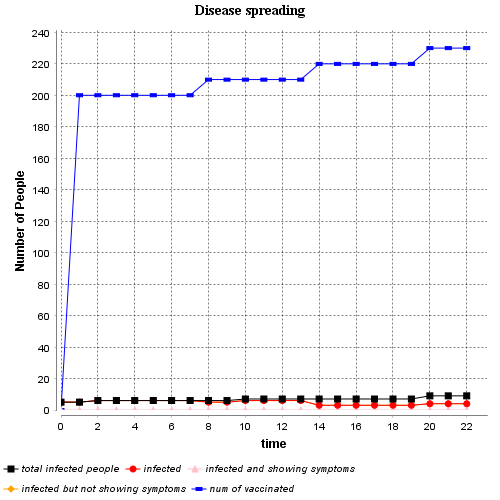 Disease spreading
Number of People
240
220
200
180
160
140
120
100
80
60
40
20
0
0 2 4 6 8 10 12 14 16 18 20 22
time
total infected people infected infected and showing symptoms
infected but not showing symptoms num of vaccinated